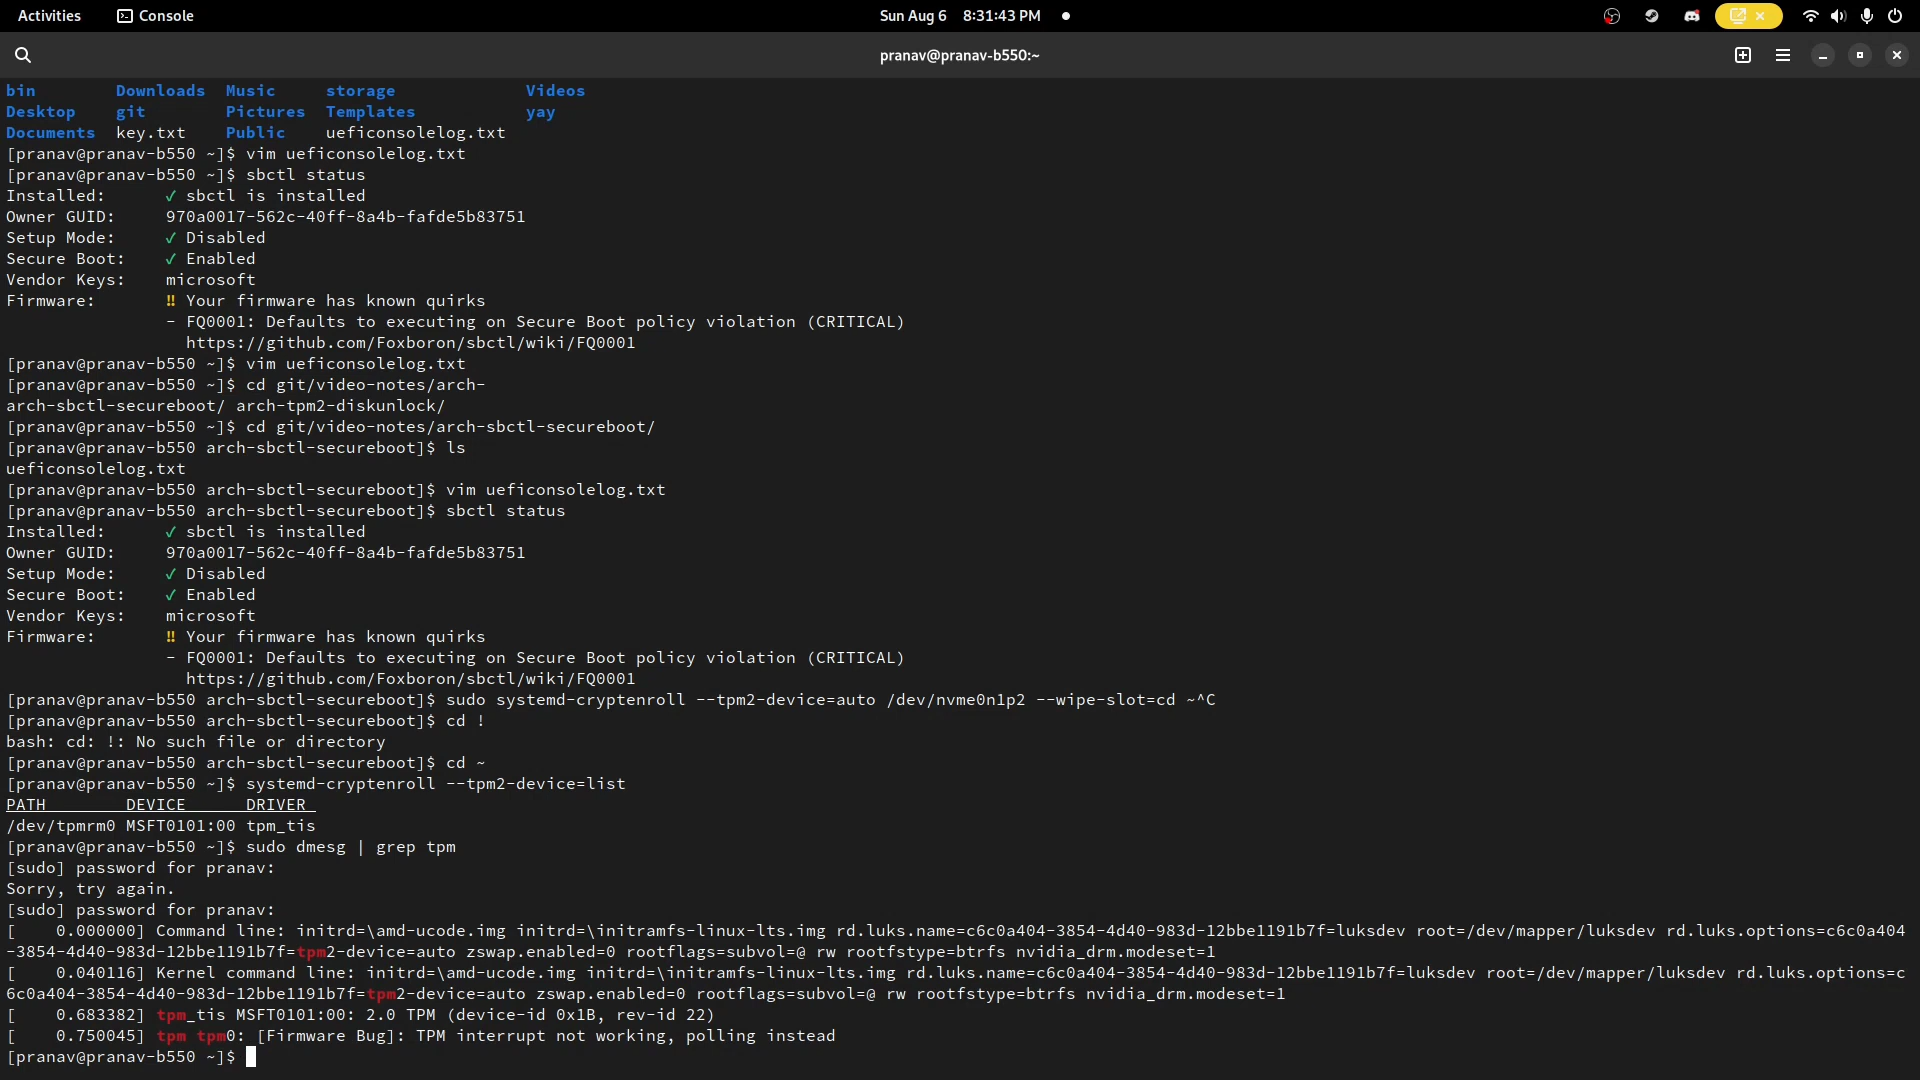 Activities Console Sun Aug 6 8:31:43 PM
pranav@pranav-b550:~
bin Downloads Music storage Videos
Desktop git Pictures Templates yay
Documents key.txt Public ueficonsolelog.txt
[pranav@pranav-b550 ~]$ vim ueficonsolelog.txt
[pranav@pranav-b550 ~]$ sbctl status
Installed: ✓ sbctl is installed
Owner GUID: 970a0017-562c-40ff-8a4b-fafde5b83751
Setup Mode: ✓ Disabled
Secure Boot: ✓ Enabled
Vendor Keys: microsoft
Firmware: ‼ Your firmware has known quirks
- FQ0001: Defaults to executing on Secure Boot policy violation (CRITICAL)
https://github.com/Foxboron/sbctl/wiki/FQ0001
[pranav@pranav-b550 ~]$ vim ueficonsolelog.txt
[pranav@pranav-b550 ~]$ cd git/video-notes/arch-
arch-sbctl-secureboot/ arch-tpm2-diskunlock/
[pranav@pranav-b550 ~]$ cd git/video-notes/arch-sbctl-secureboot/
[pranav@pranav-b550 arch-sbctl-secureboot]$ ls
ueficonsolelog.txt
[pranav@pranav-b550 arch-sbctl-secureboot]$ vim ueficonsolelog.txt
[pranav@pranav-b550 arch-sbctl-secureboot]$ sbctl status
Installed: ✓ sbctl is installed
Owner GUID: 970a0017-562c-40ff-8a4b-fafde5b83751
Setup Mode: ✓ Disabled
Secure Boot: ✓ Enabled
Vendor Keys: microsoft
Firmware: ‼ Your firmware has known quirks
- FQ0001: Defaults to executing on Secure Boot policy violation (CRITICAL)
https://github.com/Foxboron/sbctl/wiki/FQ0001
[pranav@pranav-b550 arch-sbctl-secureboot]$ sudo systemd-cryptenroll --tpm2-device=auto /dev/nvme0n1p2 --wipe-slot=cd ~^C
[pranav@pranav-b550 arch-sbctl-secureboot]$ cd !
bash: cd: !: No such file or directory
[pranav@pranav-b550 arch-sbctl-secureboot]$ cd ~
[pranav@pranav-b550 ~]$ systemd-cryptenroll --tpm2-device=list
PATH DEVICE DRIVER
/dev/tpmrm0 MSFT0101:00 tpm_tis
[pranav@pranav-b550 ~]$ sudo dmesg | grep tpm
[sudo] password for pranav:
Sorry, try again.
[sudo] password for pranav:
[ 0.000000] Command line: initrd=\amd-ucode.img initrd=\initramfs-linux-lts.img rd.luks.name=c6c0a404-3854-4d40-983d-12bbe1191b7f=luksdev root=/dev/mapper/luksdev rd.luks.options=c6c0a404
-3854-4d40-983d-12bbe1191b7f=tpm2-device=auto zswap.enabled=0 rootflags=subvol=@ rw rootfstype=btrfs nvidia_drm.modeset=1
[ 0.040116] Kernel command line: initrd=\amd-ucode.img initrd=\initramfs-linux-lts.img rd.luks.name=c6c0a404-3854-4d40-983d-12bbe1191b7f=luksdev root=/dev/mapper/luksdev rd.luks.options=c
6c0a404-3854-4d40-983d-12bbe1191b7f=tpm2-device=auto zswap.enabled=0 rootflags=subvol=@ rw rootfstype=btrfs nvidia_drm.modeset=1
[ 0.683382] tpm_tis MSFT0101:00: 2.0 TPM (device-id 0x1B, rev-id 22)
[ 0.750045] tpm tpm0: [Firmware Bug]: TPM interrupt not working, polling instead
[pranav@pranav-b550 ~]$